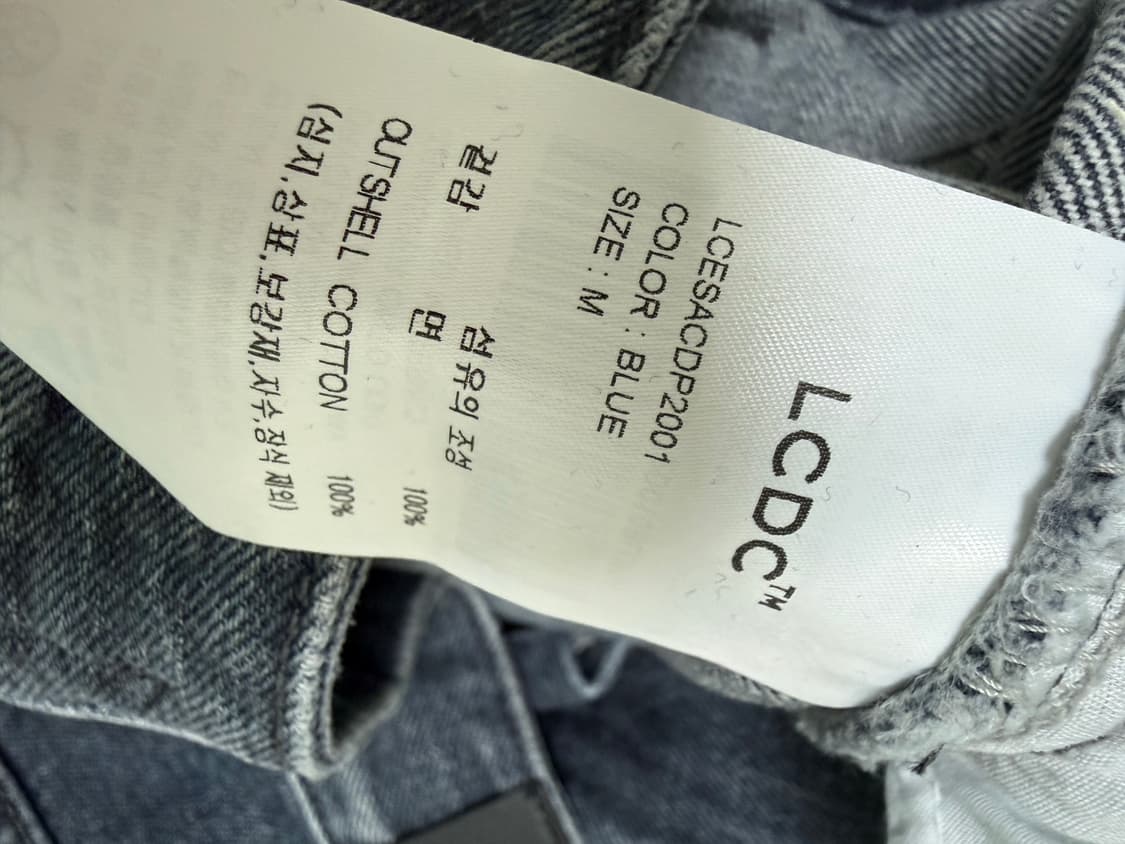 LCDC™
LCESACDP2001
COLOR : BLUE
SIZE : M
섬유의 조성
겉감 면 100%
OUTSHELL COTTON 100%
(심지,상표,보강재,자수,장식 제외)